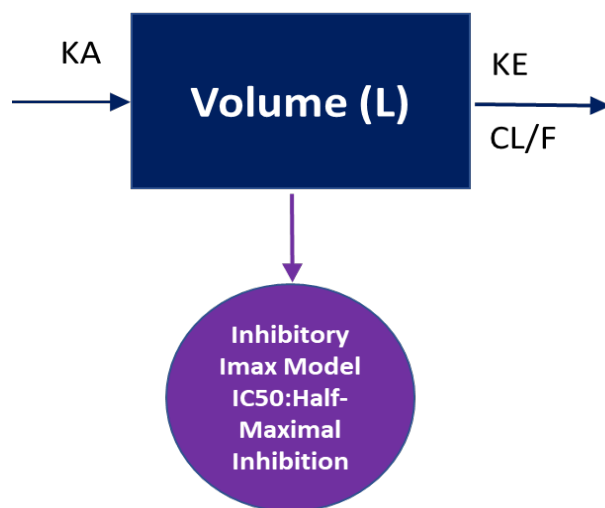 KA
Volume (L)
KE
CL/F
Inhibitory
Imax Model
IC50:Half-
Maximal
Inhibition